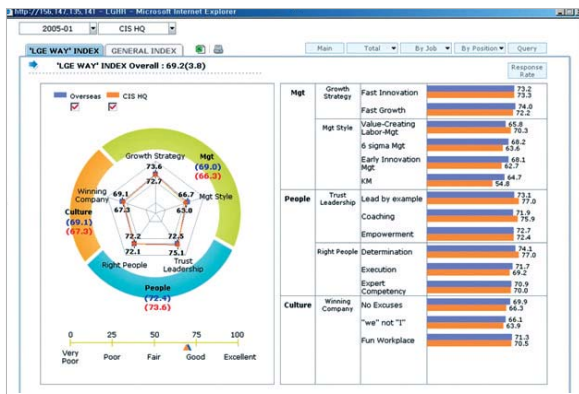 http://156.147.135.141 - LGHR - Microsoft Internet Explorer
2005-01 CIS HQ
"LGE WAY" INDEX GENERAL INDEX Main Total By Job By Position Query
"LGE WAY" INDEX Overall : 69.2(3.8) Response Rate
Overseas CIS HQ
Growth Strategy
73.6
72.7
Mgt
(69.0)
(66.3)
Winning Company
69.1
67.3
66.7
63.8
Mgt Style
Culture
(69.1)
(67.3)
72.2
72.1
72.5
75.1
Right People
Trust Leadership
People
(72.4)
(73.6)
0 25 50 75 100
Very Poor Poor Fair Good Excellent
Mgt Growth Strategy Fast Innovation 73.2 73.3
Fast Growth 74.0 72.2
Mgt Style Value-Creating Labor-Mgt 65.8 70.3
6 sigma Mgt 68.2 63.6
Early Innovation Mgt 68.1 62.7
KM 64.7 54.8
People Trust Leadership Lead by example 73.1 77.0
Coaching 71.9 75.9
Empowerment 72.7 72.4
Right People Determination 74.1 77.0
Execution 71.7 69.2
Expert Competency 70.9 70.0
Culture Winning Company No Excuses 69.9 66.3
"we" not "I" 66.1 63.9
Fun Workplace 71.3 70.5